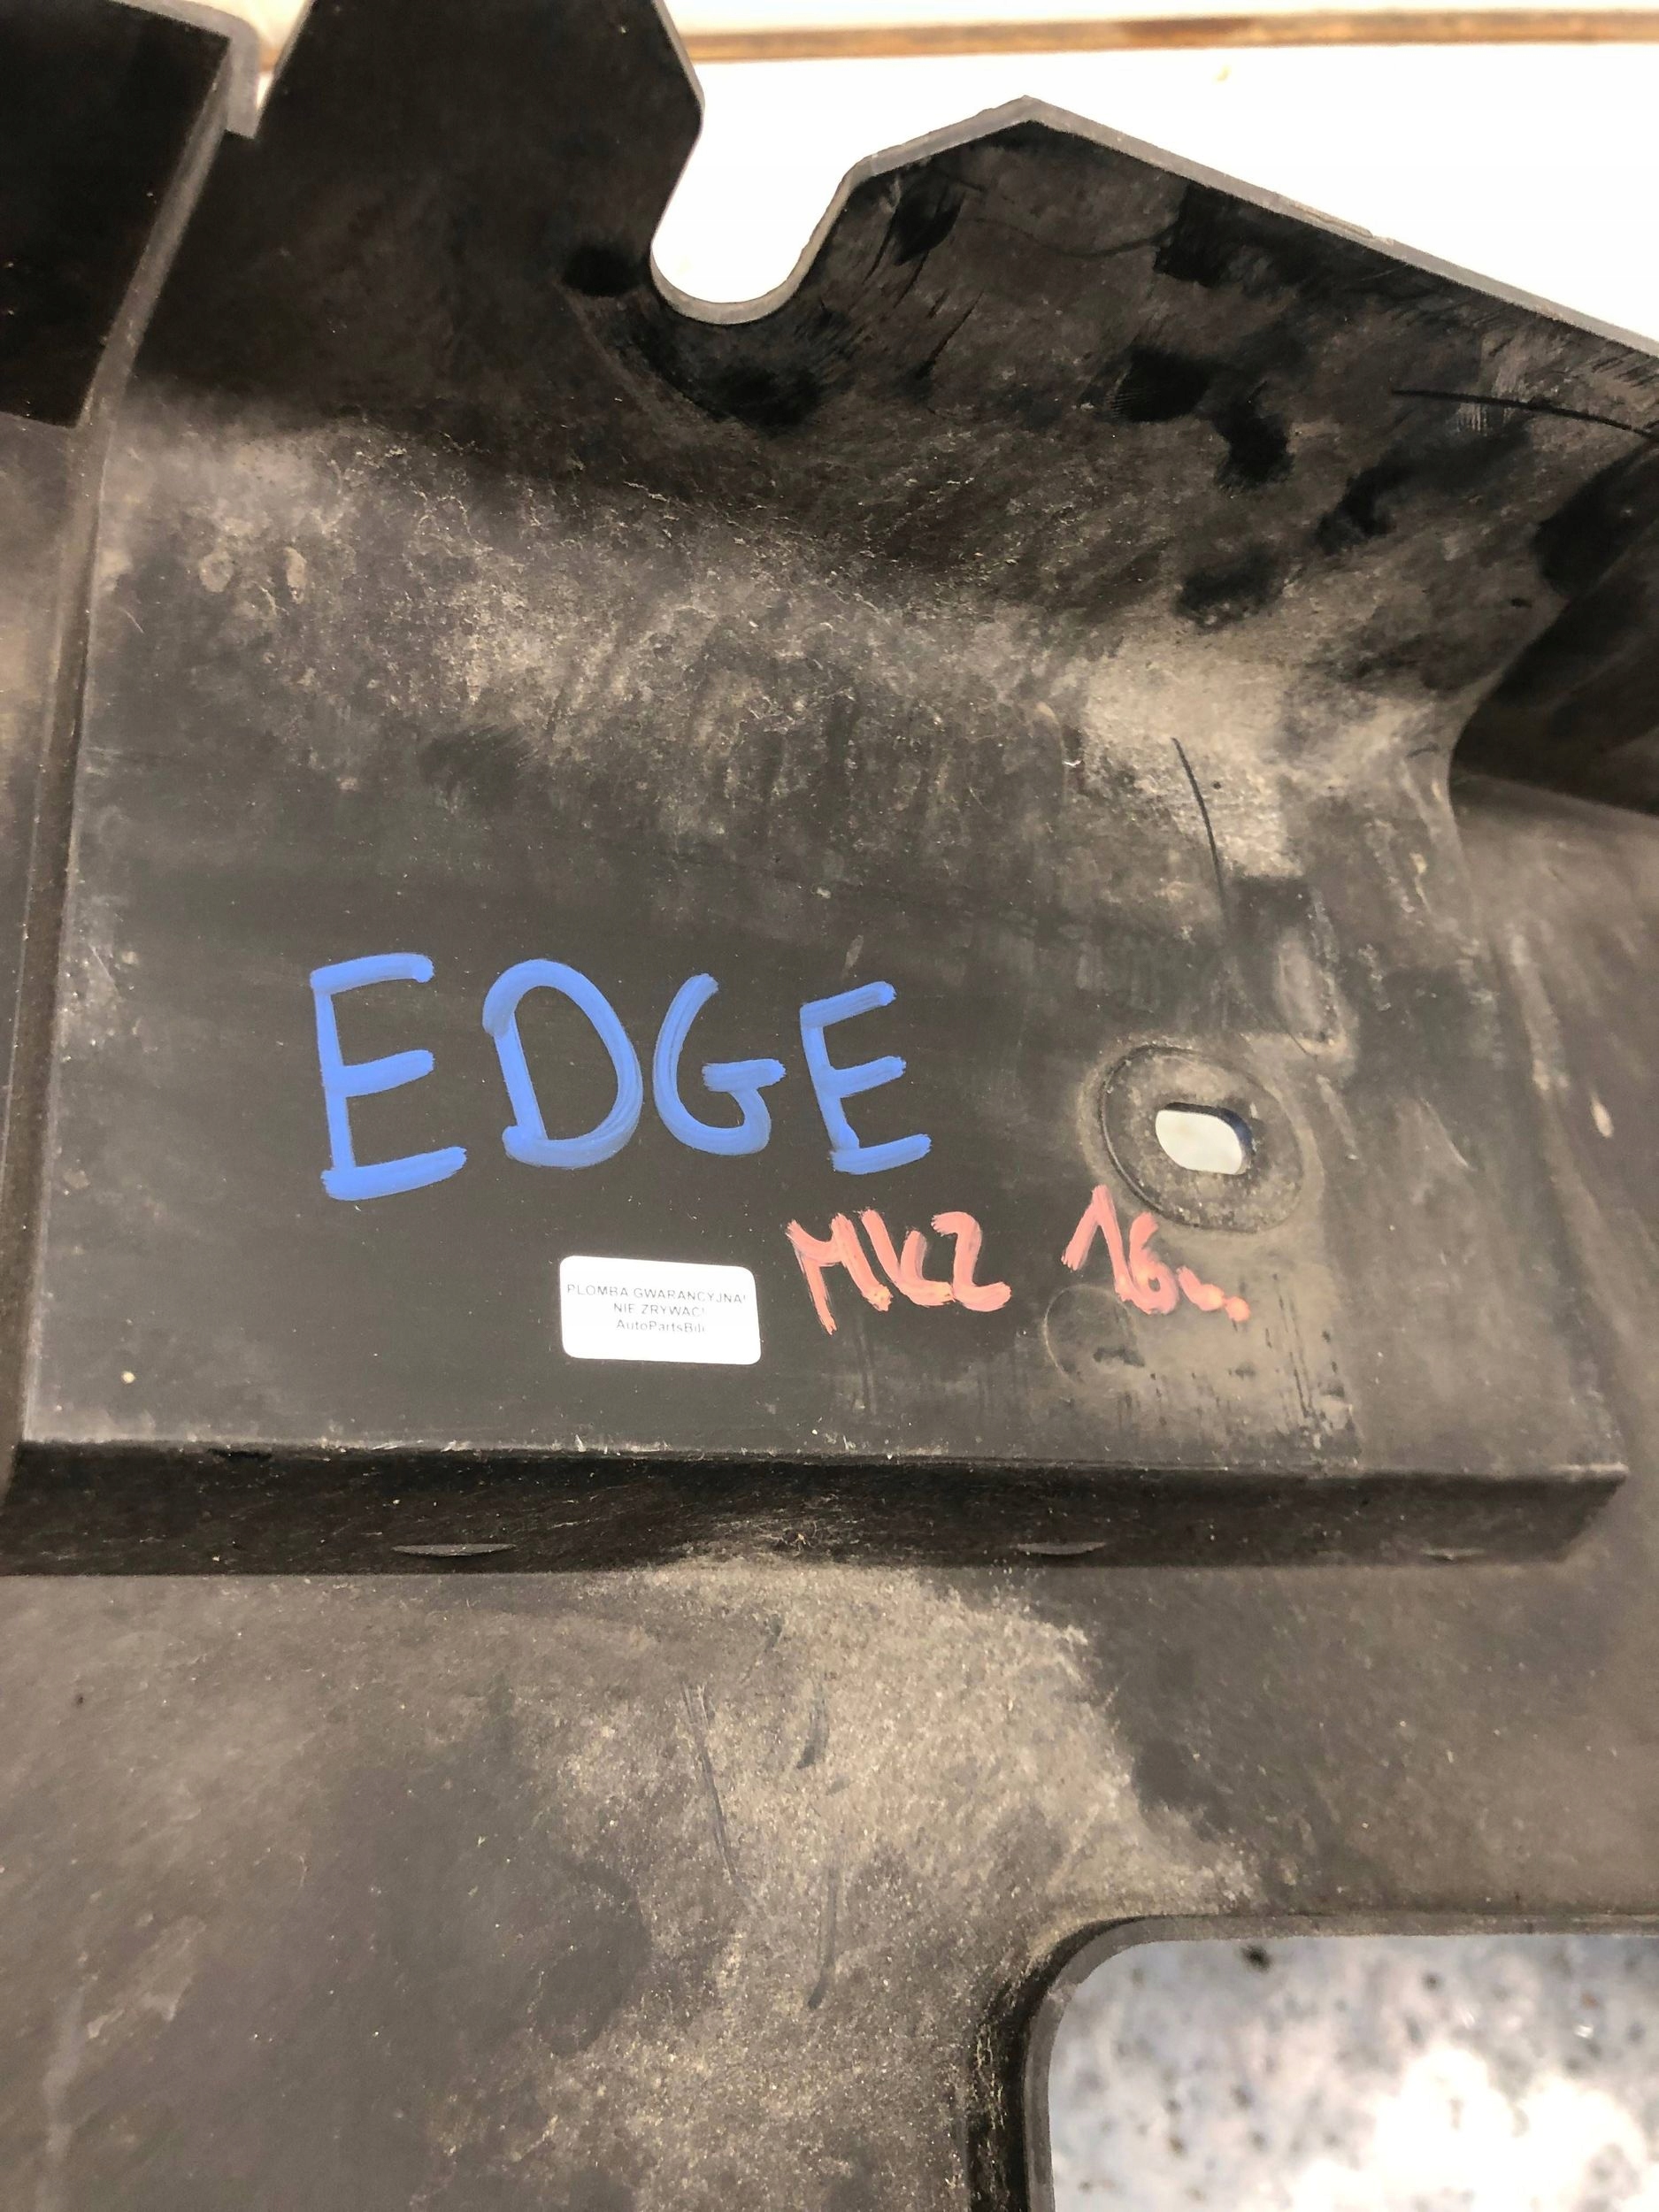 EDGE
MK2 16..
PLOMBA GWARANCYJNA!
NIE ZRYWAC!
AutoPartsBili